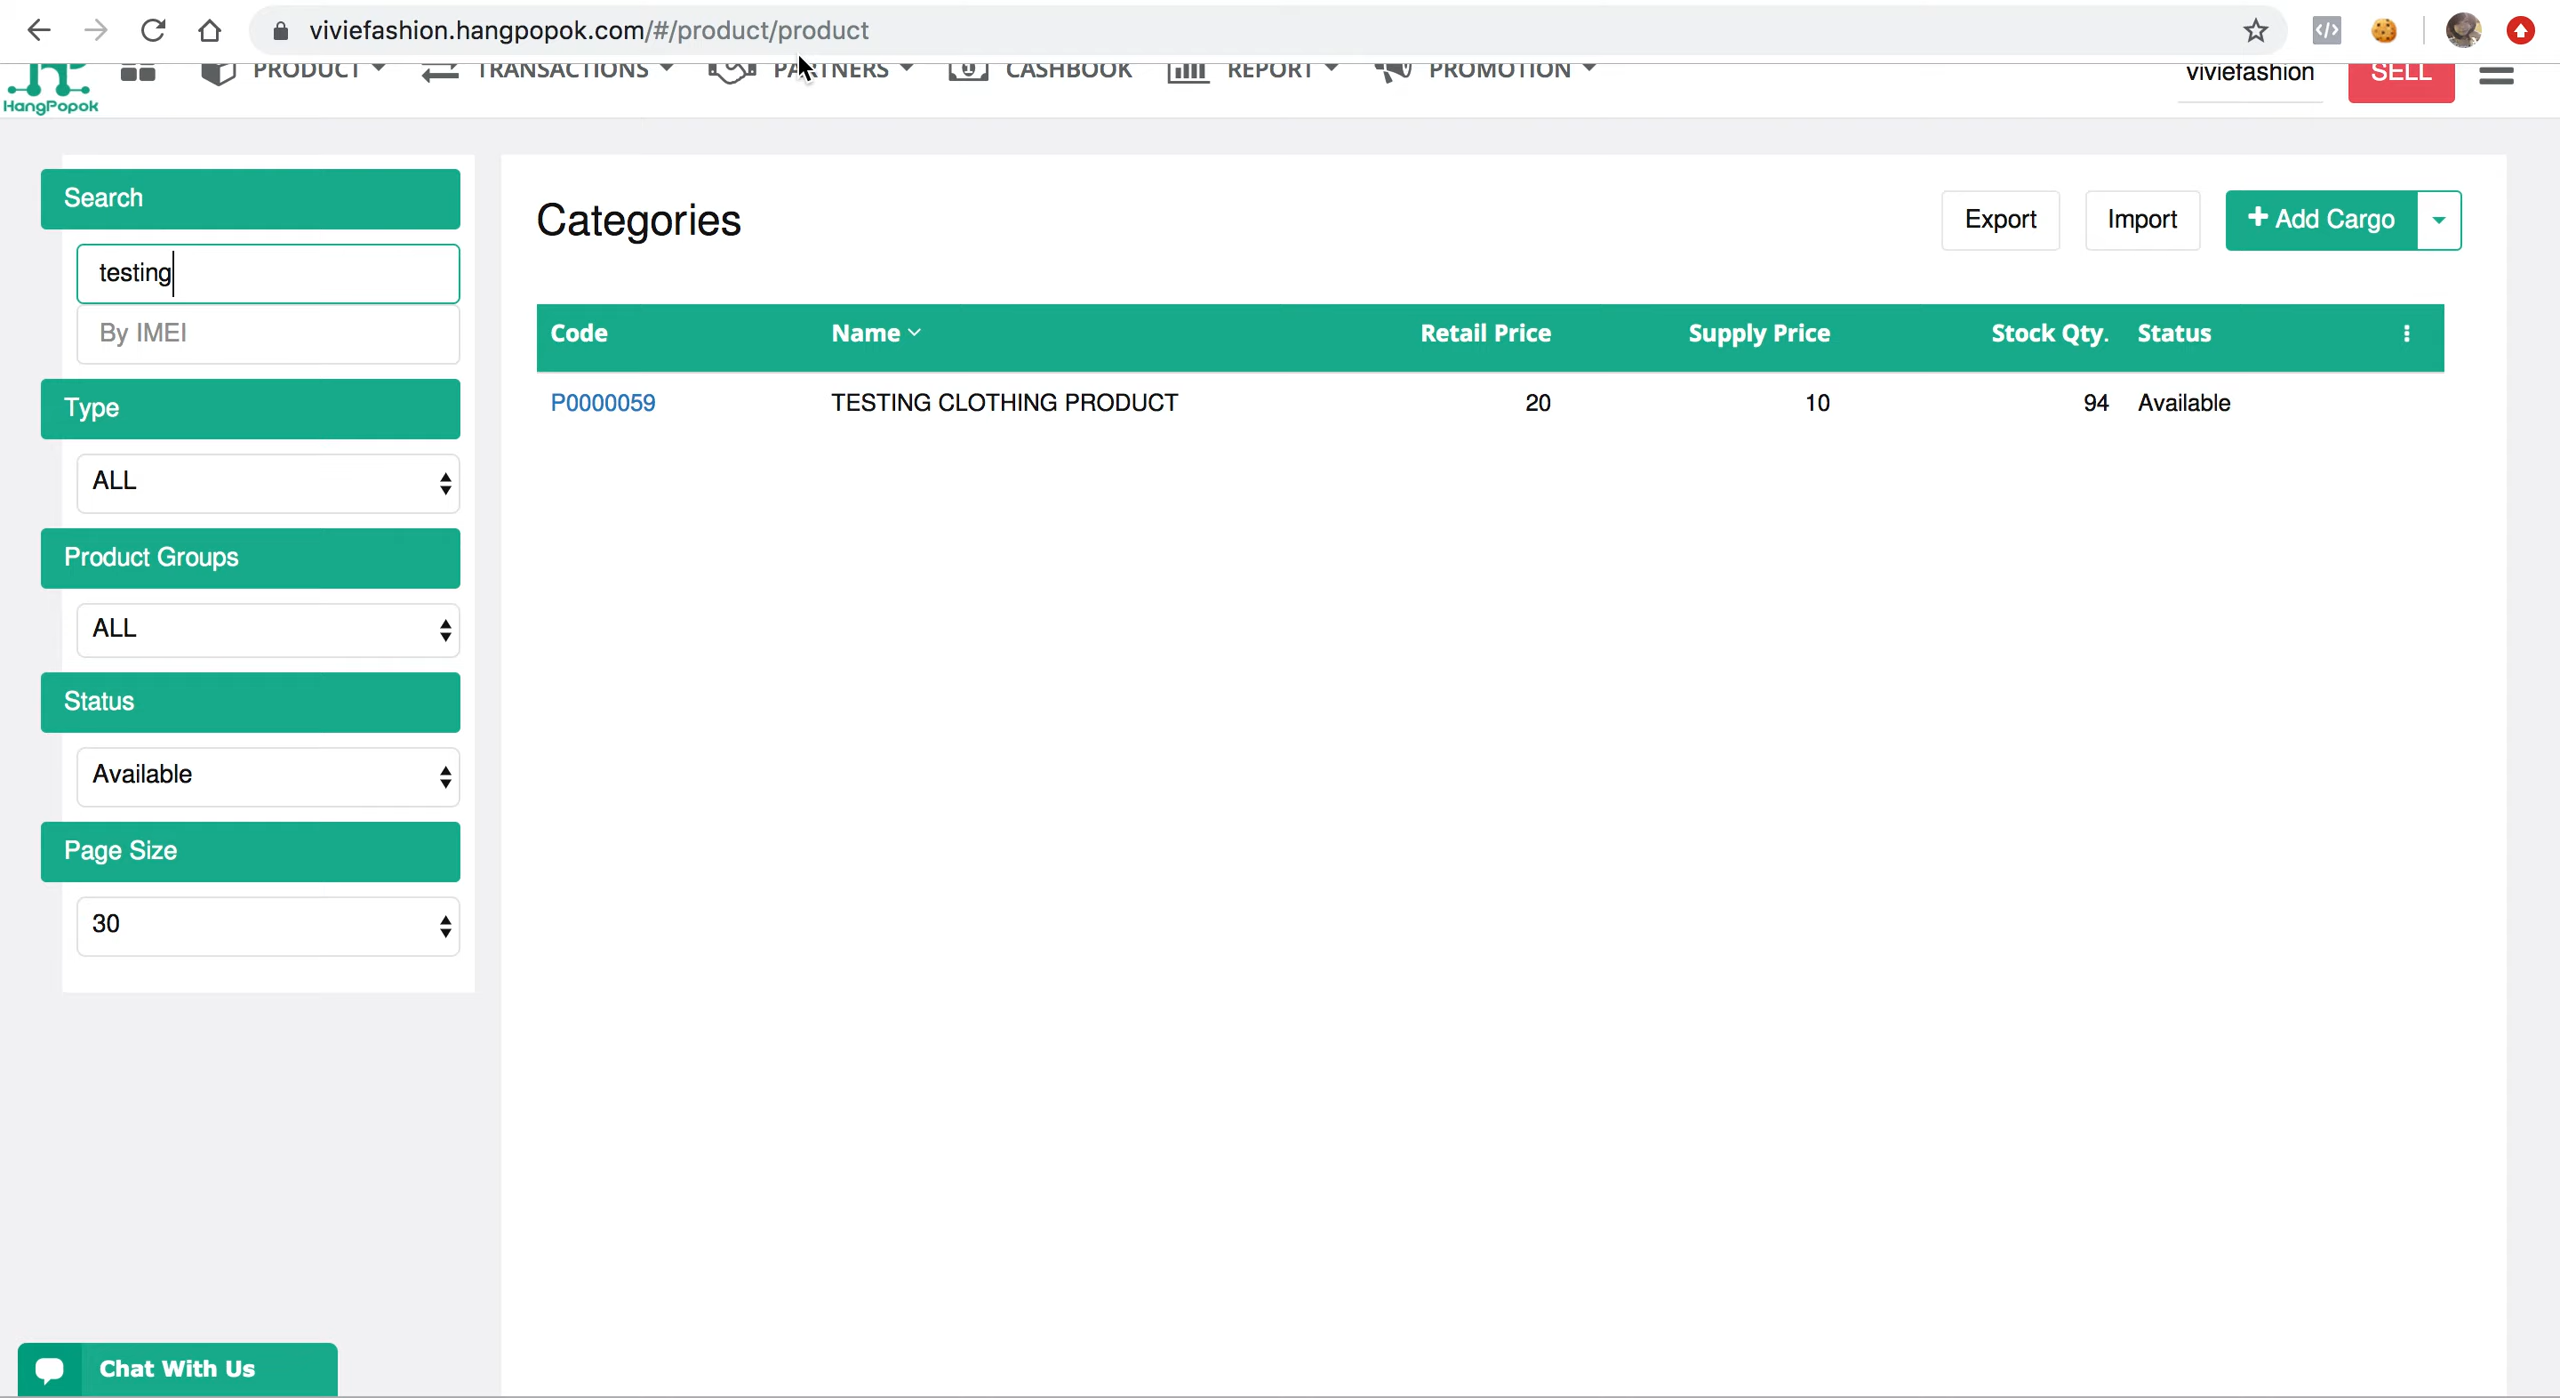 viviefashion.hangpopok.com/#/product/product
HangPopok
PRODUCT
TRANSACTIONS
PARTNERS
CASHBOOK
REPORT
PROMOTION
viviefashion
SELL
Search
testing
By IMEI
Type
ALL
Product Groups
ALL
Status
Available
Page Size
30
Categories
Export
Import
+ Add Cargo
Code Name Retail Price Supply Price Stock Qty. Status
P0000059 TESTING CLOTHING PRODUCT 20 10 94 Available
Chat With Us